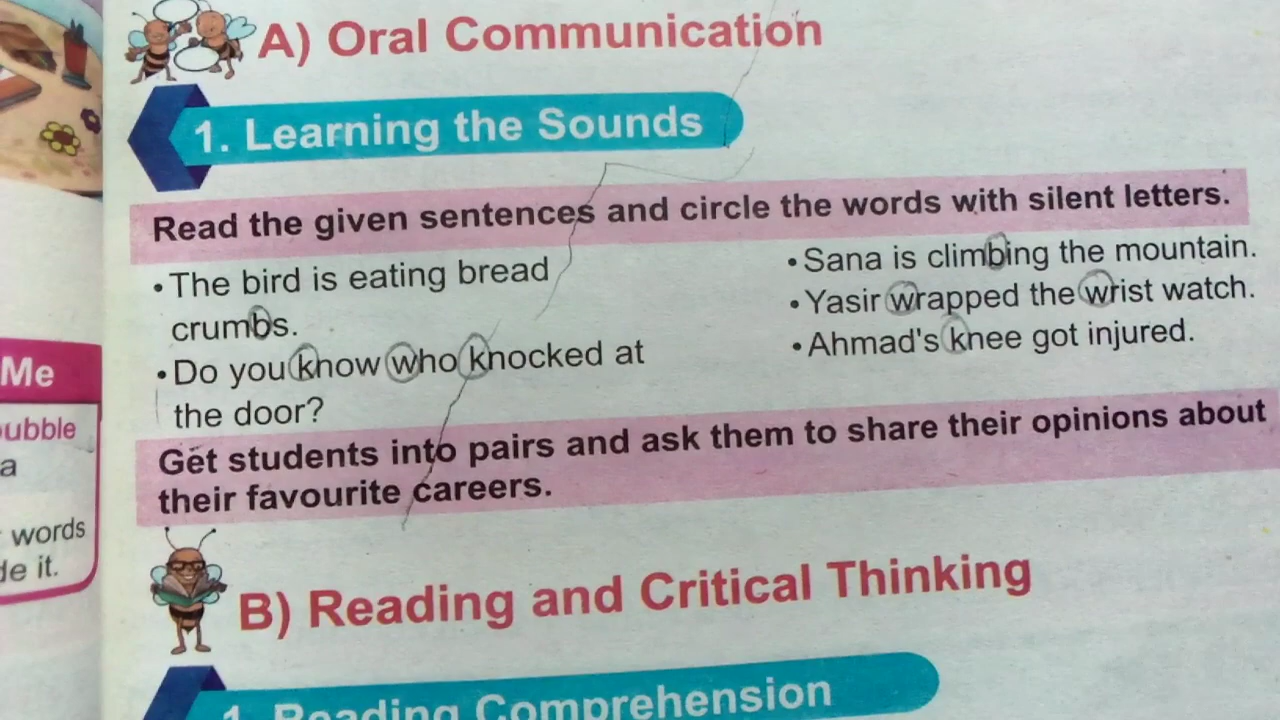 A) Oral Communication
1. Learning the Sounds
Read the given sentences and circle the words with silent letters.
• The bird is eating bread
crumbs.
• Do you know who knocked at
the door?
• Sana is climbing the mountain.
• Yasir wrapped the wrist watch.
• Ahmad's knee got injured.
Get students into pairs and ask them to share their opinions about
their favourite careers.
B) Reading and Critical Thinking
1. Reading Comprehension
Me
a
words
it.